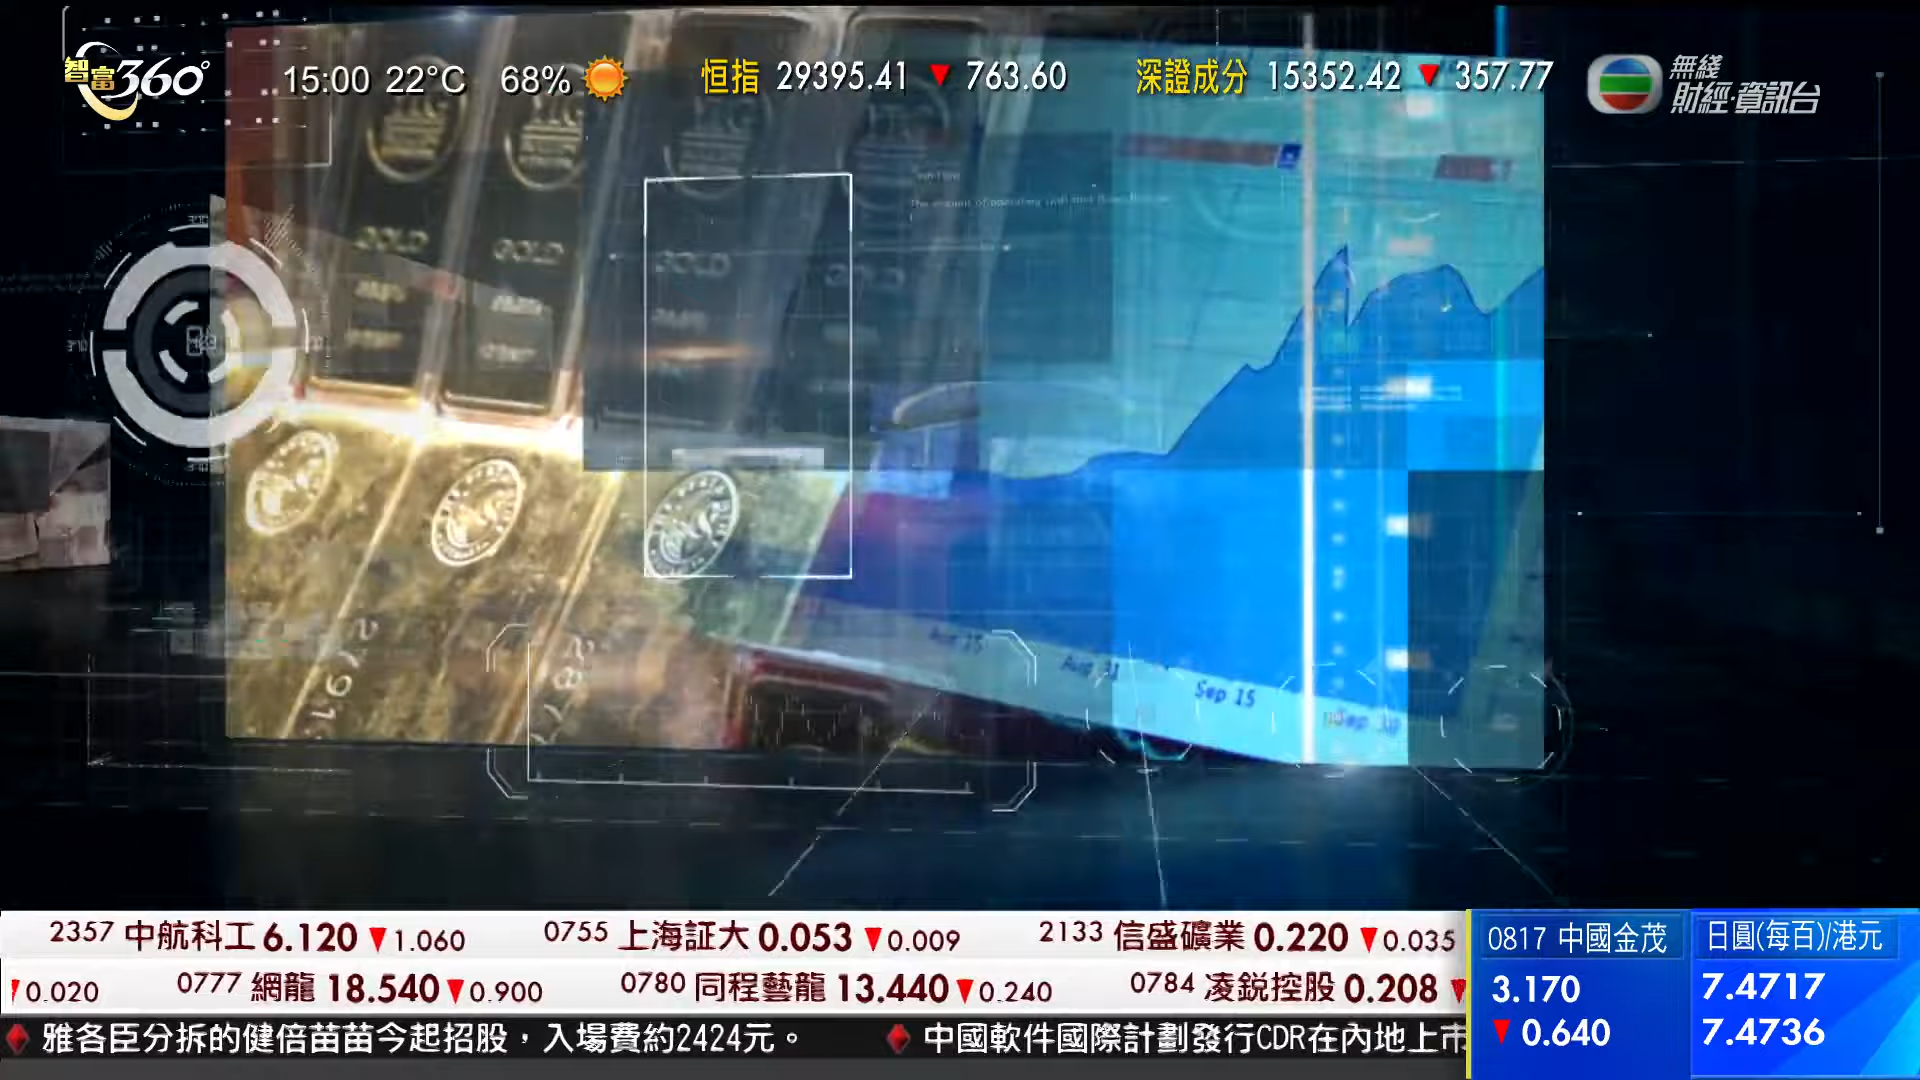 智富360°
15:00 22°C 68%
恒指 29395.41 ▼ 763.60
深證成分 15352.42 ▼ 357.77
無綫
財經·資訊台
GOLD
GOLD
GOLD
GOLD
Aug 31
Sep 15
Sep 30
2357 中航科工 6.120 ▼ 1.060
0755 上海証大 0.053 ▼ 0.009
2133 信盛礦業 0.220 ▼ 0.035
▼ 0.020
0777 網龍 18.540 ▼ 0.900
0780 同程藝龍 13.440 ▼ 0.240
0784 凌銳控股 0.208 ▼
雅各臣分拆的健倍苗苗今起招股，入場費約2424元。
中國軟件國際計劃發行CDR在內地上市
0817 中國金茂
3.170
▼ 0.640
日圓(每百)/港元
7.4717
7.4736